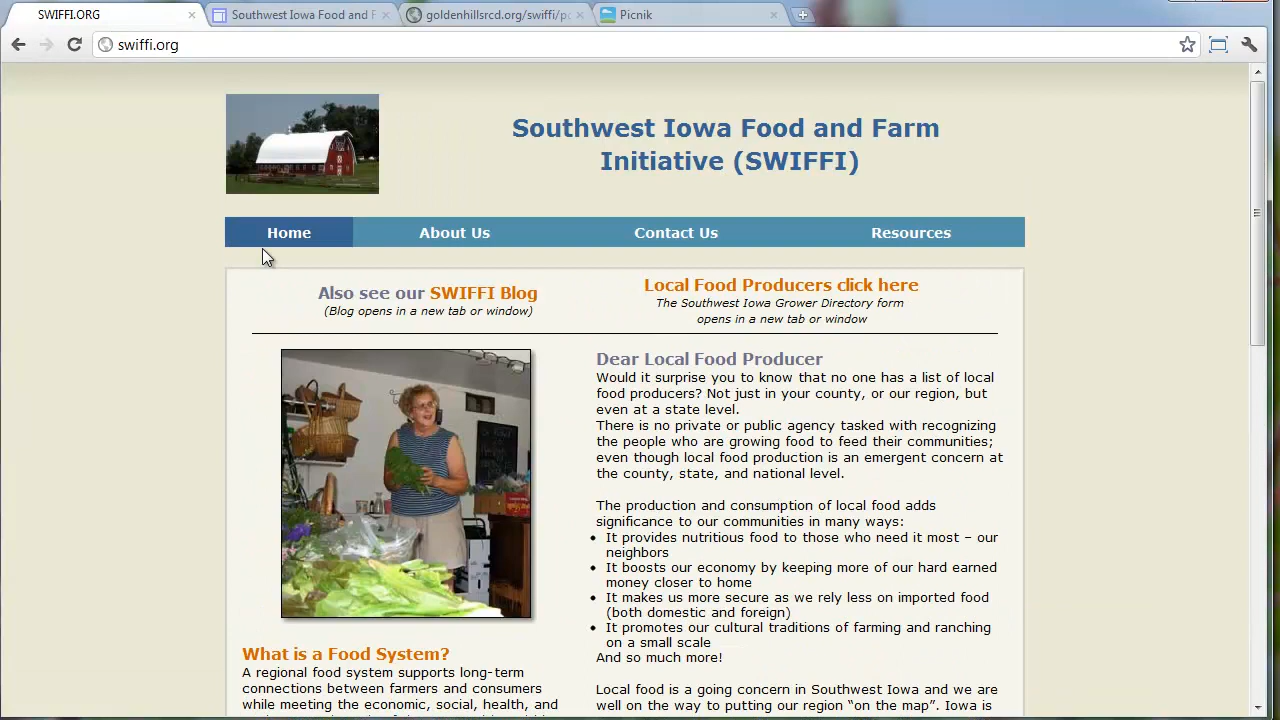 SWIFFI.ORG
Southwest Iowa Food and F
goldenhillsrcd.org/swiffi/po
Picnik
swiffi.org
Southwest Iowa Food and Farm
Initiative (SWIFFI)
Home
About Us
Contact Us
Resources
Also see our SWIFFI Blog
(Blog opens in a new tab or window)
Local Food Producers click here
The Southwest Iowa Grower Directory form
opens in a new tab or window
Dear Local Food Producer
Would it surprise you to know that no one has a list of local
food producers? Not just in your county, or our region, but
even at a state level.
There is no private or public agency tasked with recognizing
the people who are growing food to feed their communities;
even though local food production is an emergent concern at
the county, state, and national level.
The production and consumption of local food adds
significance to our communities in many ways:
• It provides nutritious food to those who need it most – our
neighbors
• It boosts our economy by keeping more of our hard earned
money closer to home
• It makes us more secure as we rely less on imported food
(both domestic and foreign)
• It promotes our cultural traditions of farming and ranching
on a small scale
And so much more!
Local food is a going concern in Southwest Iowa and we are
well on the way to putting our region “on the map”. Iowa is
What is a Food System?
A regional food system supports long-term
connections between farmers and consumers
while meeting the economic, social, health, and